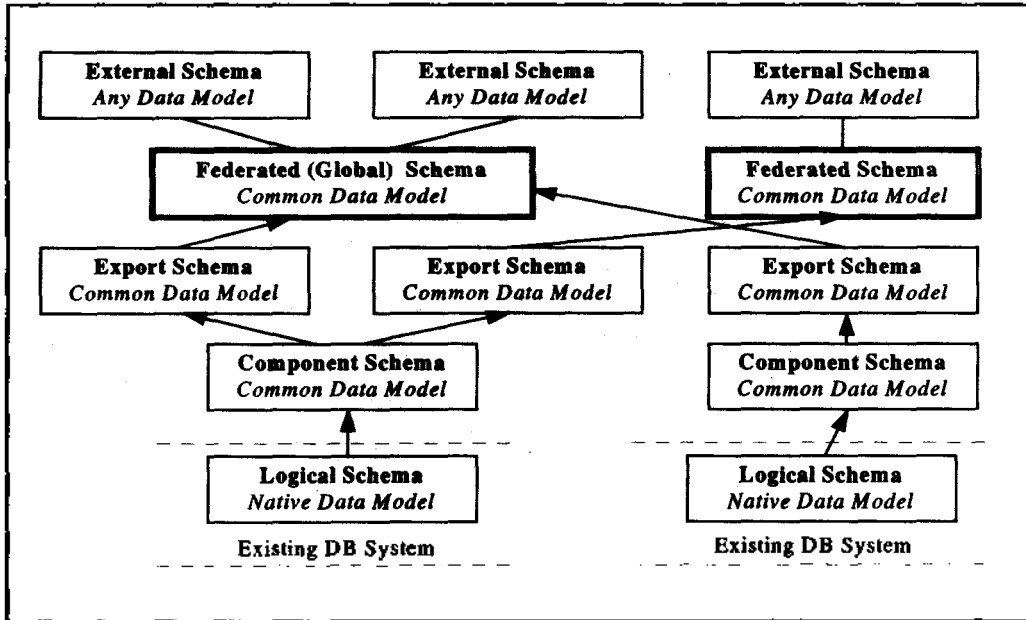 External Schema
Any Data Model
External Schema
Any Data Model
External Schema
Any Data Model
Federated (Global) Schema
Common Data Model
Federated Schema
Common Data Model
Export Schema
Common Data Model
Export Schema
Common Data Model
Export Schema
Common Data Model
Component Schema
Common Data Model
Component Schema
Common Data Model
Logical Schema
Native Data Model
Logical Schema
Native Data Model
Existing DB System
Existing DB System